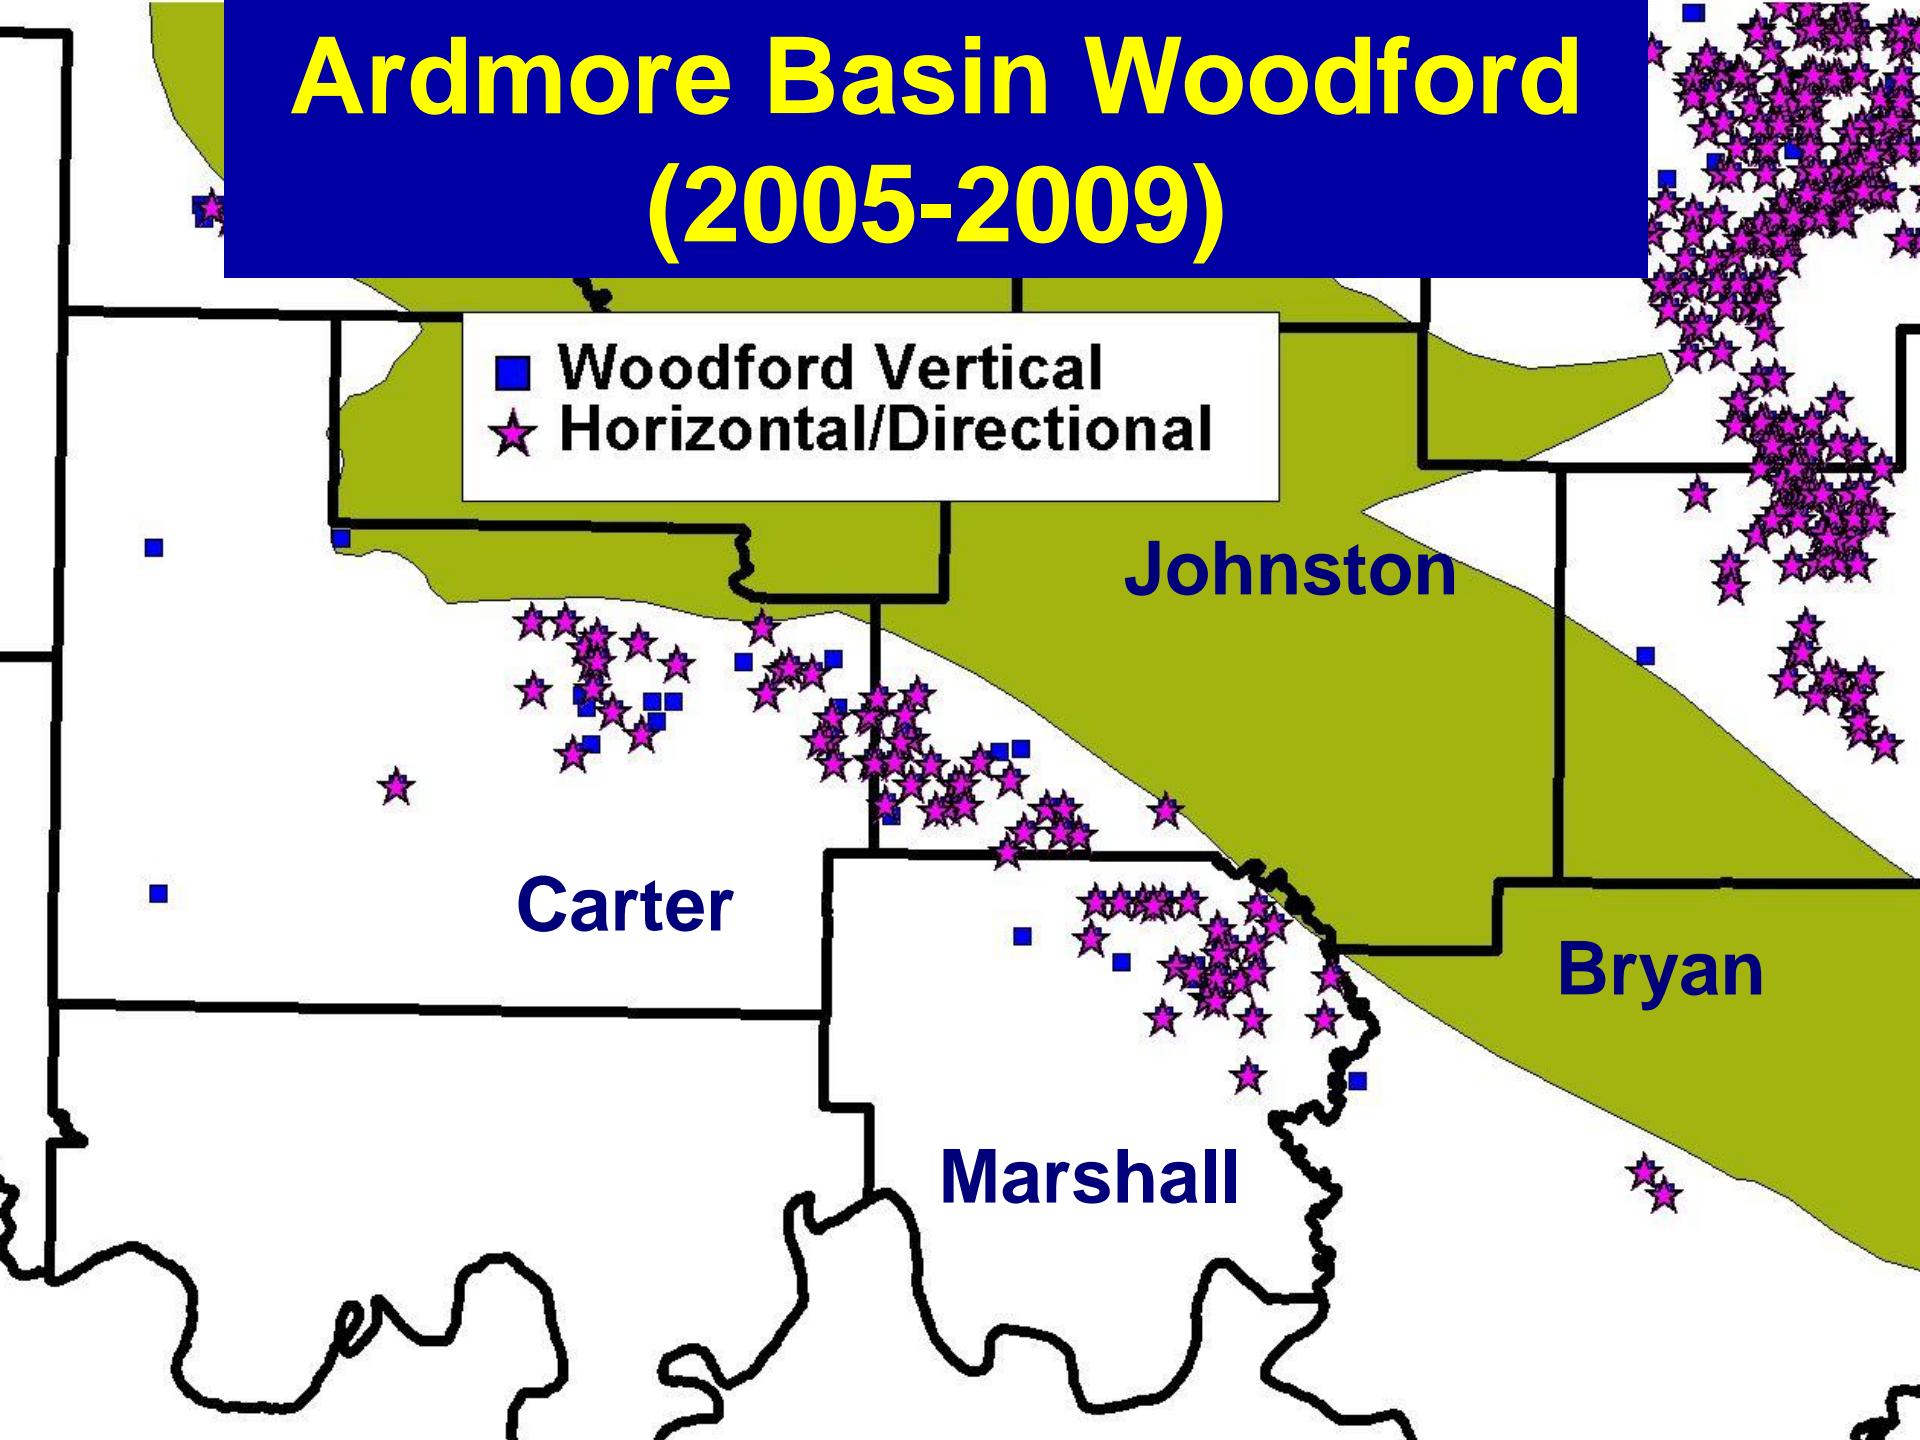 Ardmore Basin Woodford
(2005-2009)
Woodford Vertical
Horizontal/Directional
Johnston
Carter
Bryan
Marshall